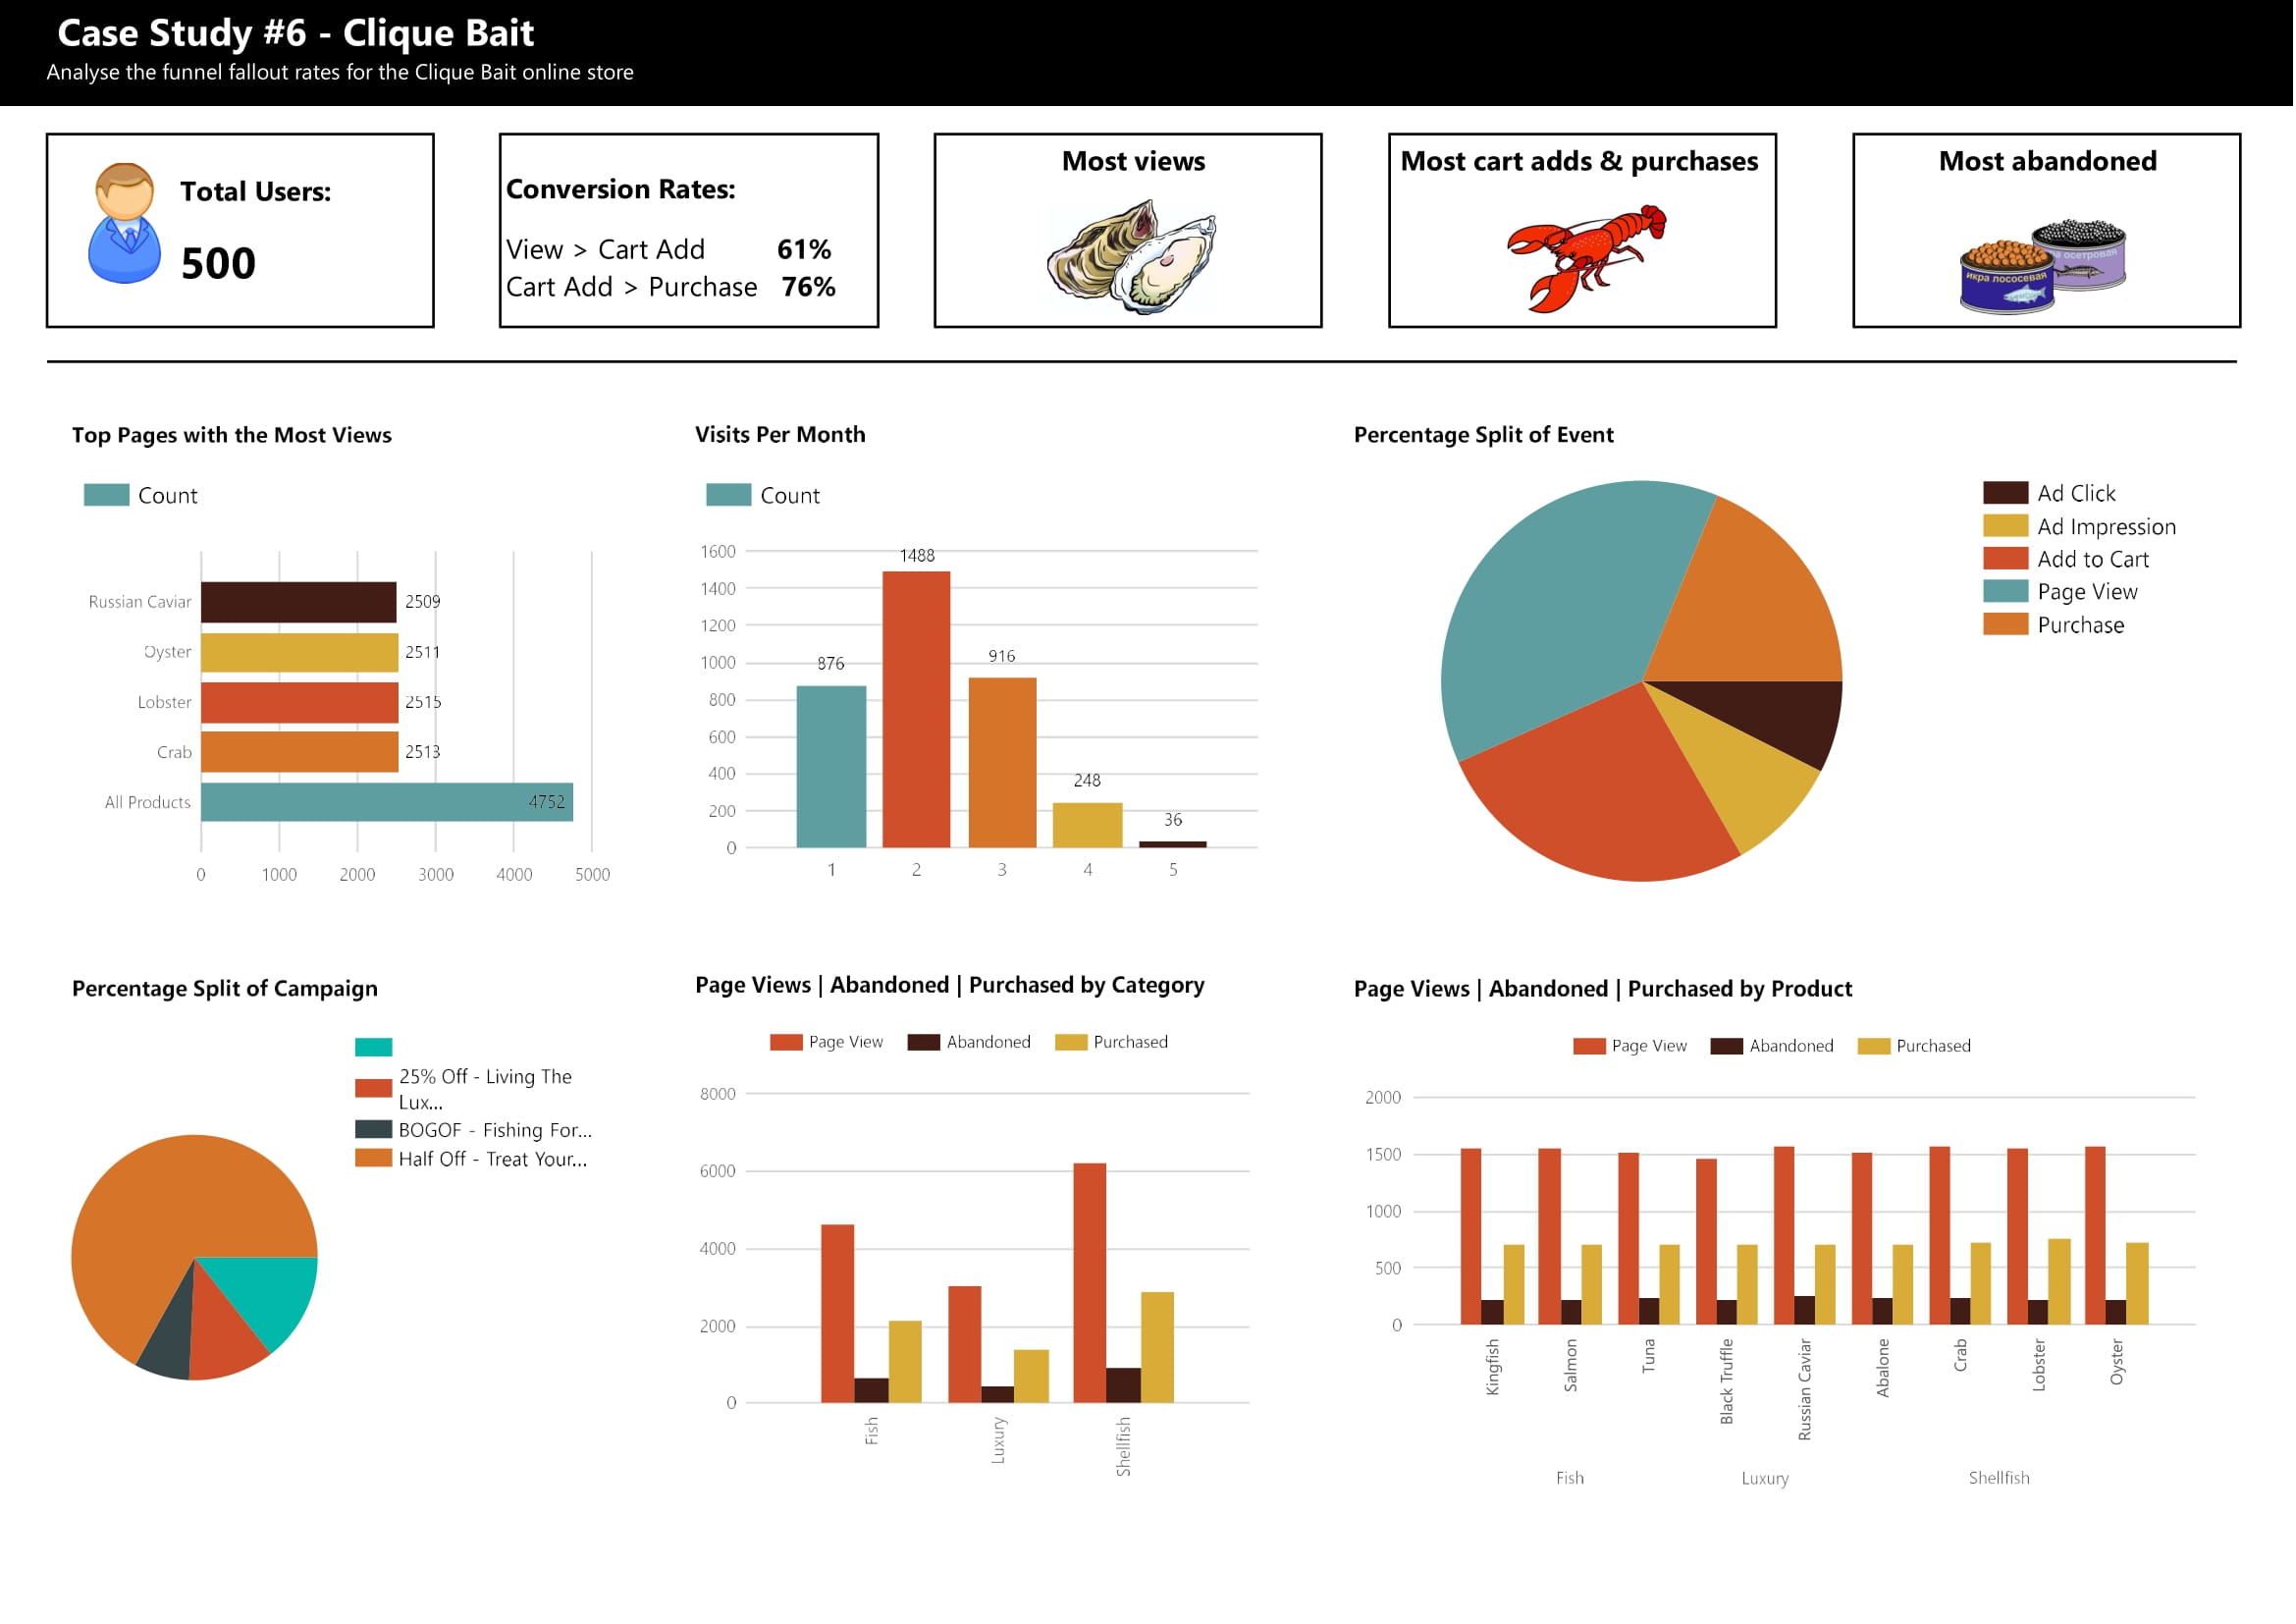 Case Study #6 - Clique Bait
Analyse the funnel fallout rates for the Clique Bait online store
Total Users:
500
Conversion Rates:
View > Cart Add 61%
Cart Add > Purchase 76%
Most views
Most cart adds & purchases
Most abandoned
икра лососевая
а осетровая
Top Pages with the Most Views
Count
Russian Caviar 2509
Oyster 2511
Lobster 2515
Crab 2513
All Products 4752
0 1000 2000 3000 4000 5000
Visits Per Month
Count
1600
1400
1200
1000
800
600
400
200
0
876
1488
916
248
36
1 2 3 4 5
Percentage Split of Event
Ad Click
Ad Impression
Add to Cart
Page View
Purchase
Percentage Split of Campaign
25% Off - Living The
Lux...
BOGOF - Fishing For...
Half Off - Treat Your...
Page Views | Abandoned | Purchased by Category
Page View Abandoned Purchased
8000
6000
4000
2000
0
Fish
Luxury
Shellfish
Page Views | Abandoned | Purchased by Product
Page View Abandoned Purchased
2000
1500
1000
500
0
Kingfish
Salmon
Tuna
Black Truffle
Russian Caviar
Abalone
Crab
Lobster
Oyster
Fish Luxury Shellfish